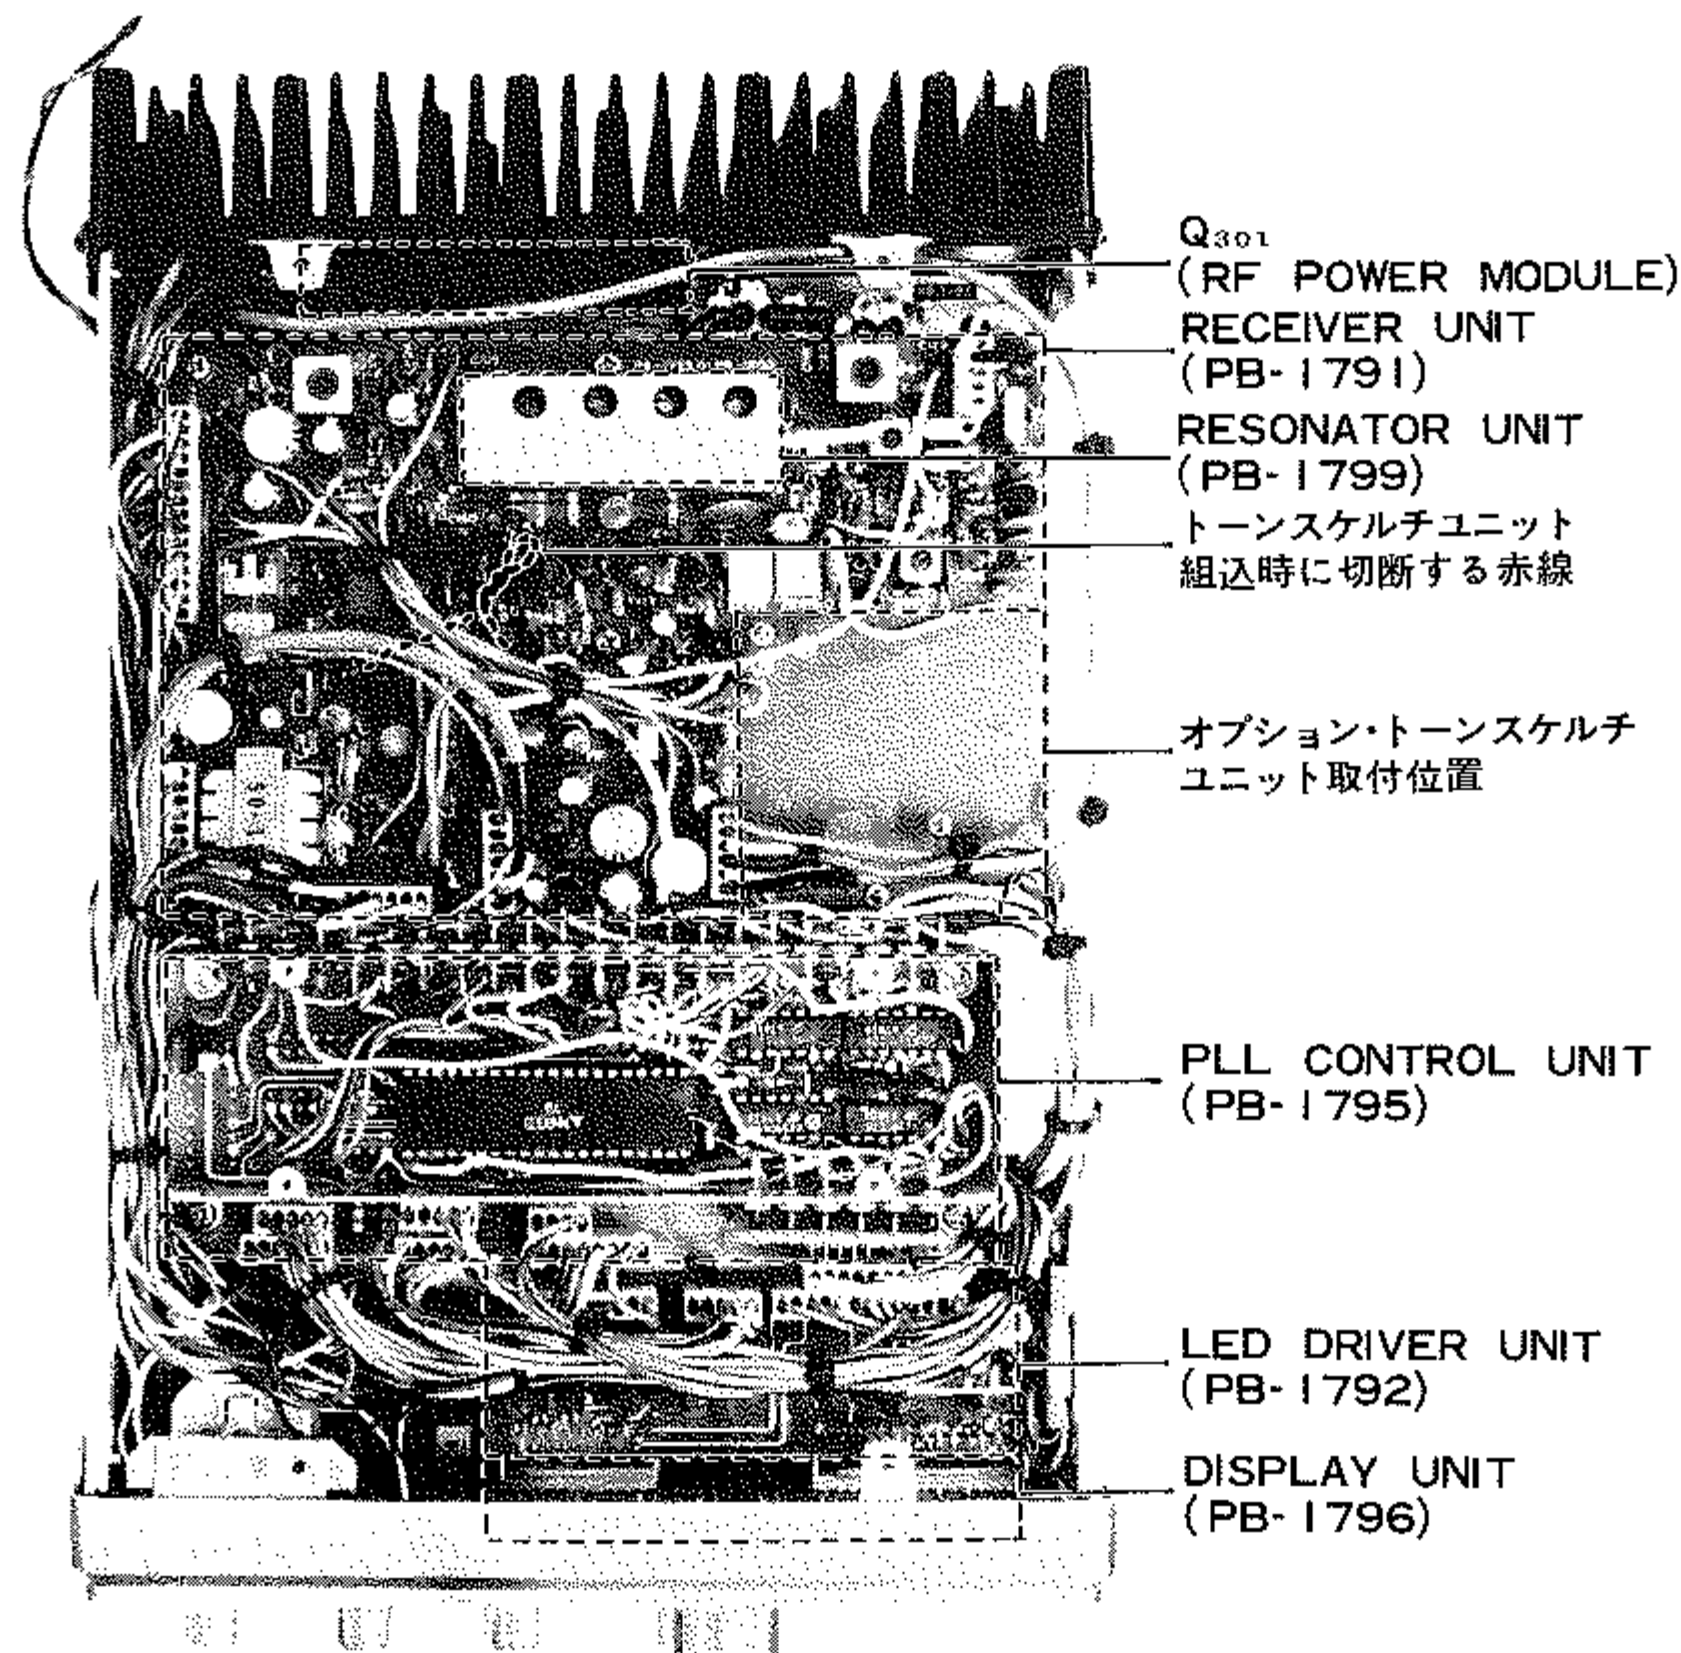 Q301
(RF POWER MODULE)
RECEIVER UNIT
(PB-1791)
RESONATOR UNIT
(PB-1799)
トーンスケルチユニット
組込時に切断する赤線
オプション・トーンスケルチ
ユニット取付位置
PLL CONTROL UNIT
(PB-1795)
LED DRIVER UNIT
(PB-1792)
DISPLAY UNIT
(PB-1796)